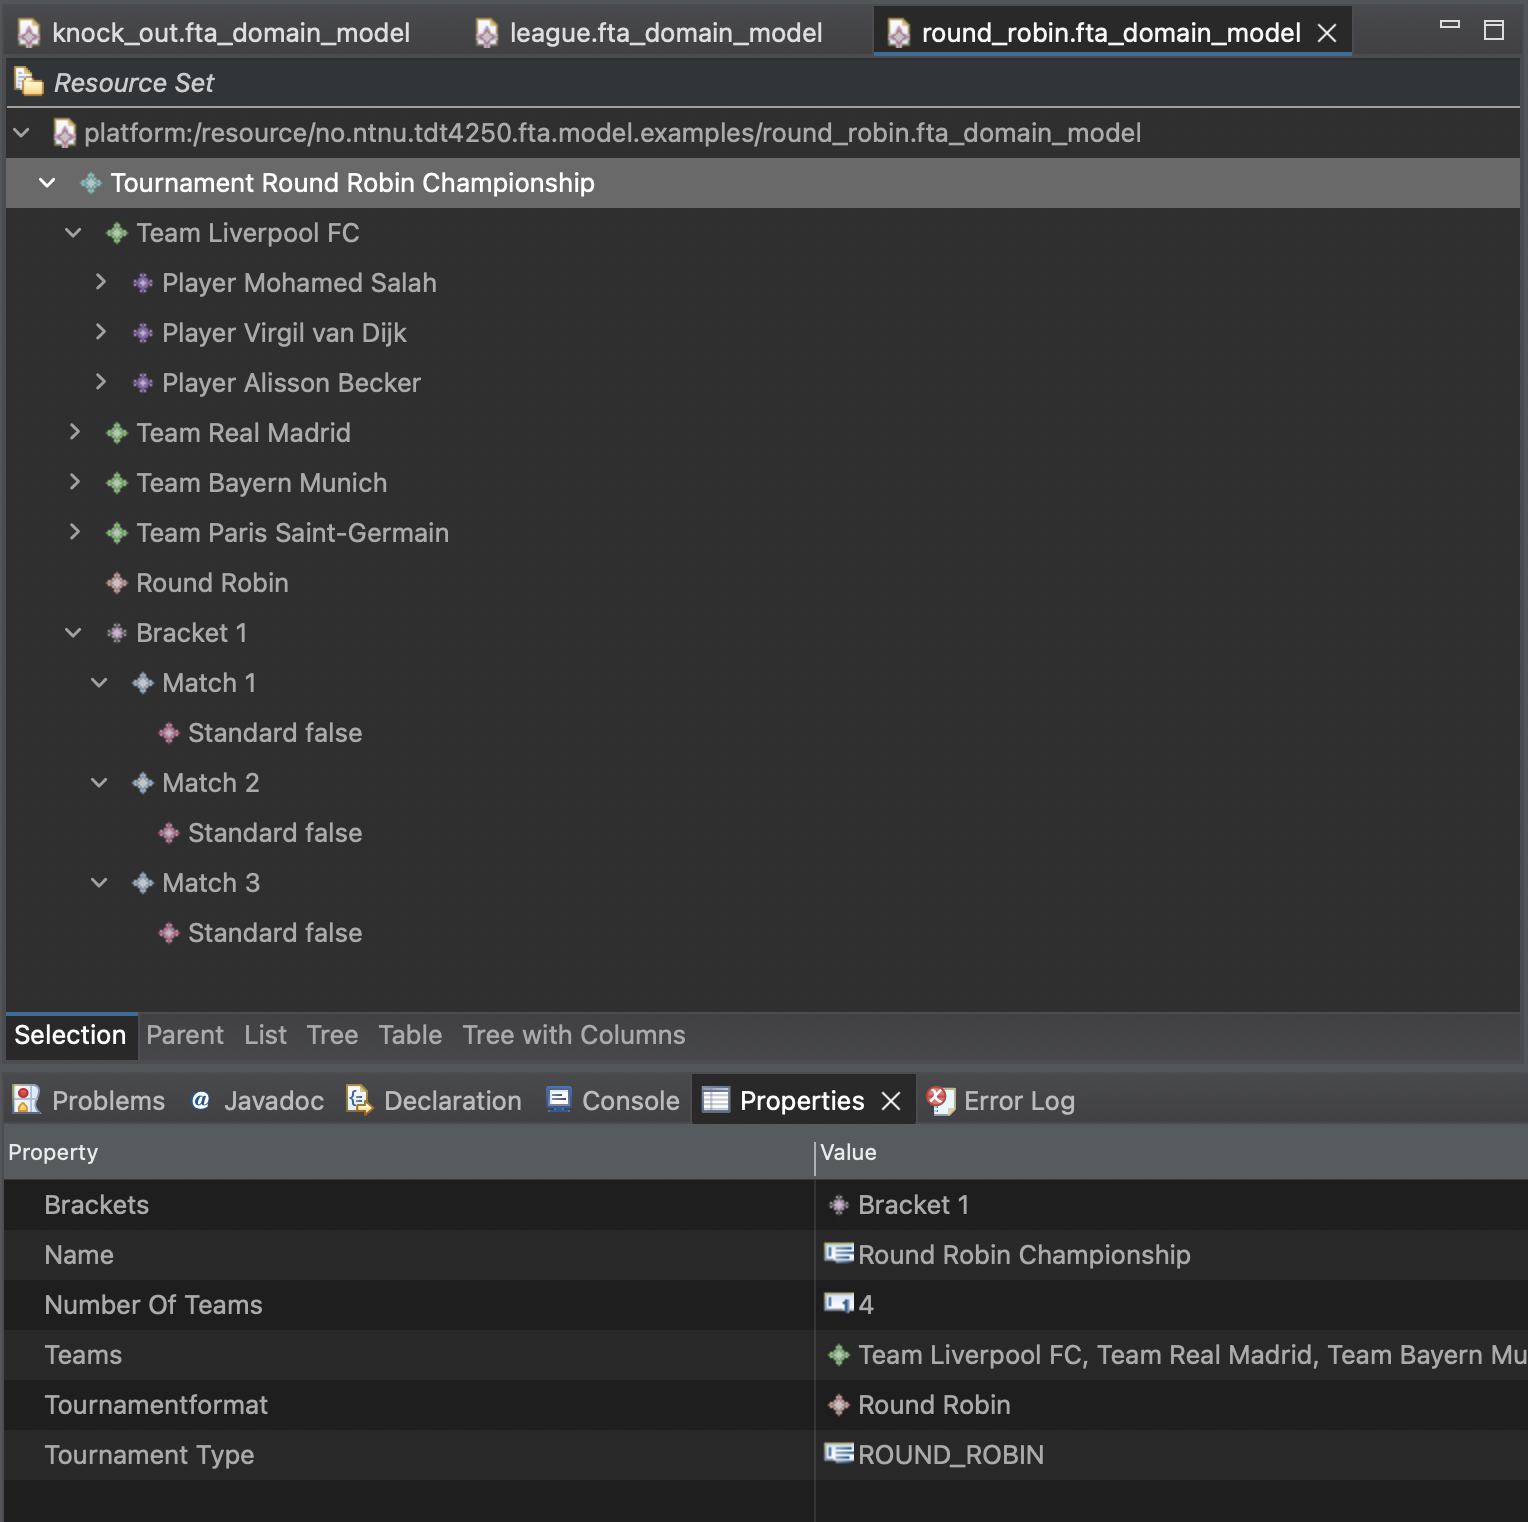 knock_out.fta_domain_model league.fta_domain_model round_robin.fta_domain_model
Resource Set
platform:/resource/no.ntnu.tdt4250.fta.model.examples/round_robin.fta_domain_model
Tournament Round Robin Championship
Team Liverpool FC
Player Mohamed Salah
Player Virgil van Dijk
Player Alisson Becker
Team Real Madrid
Team Bayern Munich
Team Paris Saint-Germain
Round Robin
Bracket 1
Match 1
Standard false
Match 2
Standard false
Match 3
Standard false
Selection Parent List Tree Table Tree with Columns
Problems @ Javadoc Declaration Console Properties Error Log
Property Value
Brackets Bracket 1
Name Round Robin Championship
Number Of Teams 4
Teams Team Liverpool FC, Team Real Madrid, Team Bayern Mu
Tournamentformat Round Robin
Tournament Type ROUND_ROBIN